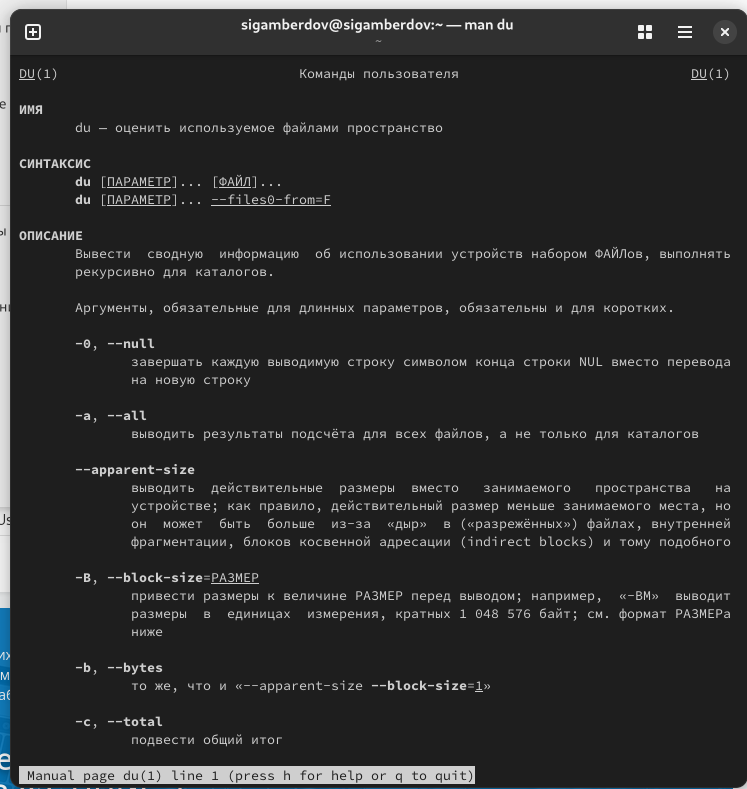 sigamberdov@sigamberdov:~ — man du
~
DU(1) Команды пользователя DU(1)
ИМЯ
du — оценить используемое файлами пространство
СИНТАКСИС
du [ПАРАМЕТР]... [ФАЙЛ]...
du [ПАРАМЕТР]... --files0-from=F
ОПИСАНИЕ
Вывести сводную информацию об использовании устройств набором ФАЙЛов, выполнять
рекурсивно для каталогов.
Аргументы, обязательные для длинных параметров, обязательны и для коротких.
-0, --null
завершать каждую выводимую строку символом конца строки NUL вместо перевода
на новую строку
-a, --all
выводить результаты подсчёта для всех файлов, а не только для каталогов
--apparent-size
выводить действительные размеры вместо занимаемого пространства на
устройстве; как правило, действительный размер меньше занимаемого места, но
он может быть больше из-за «дыр» в («разрежённых») файлах, внутренней
фрагментации, блоков косвенной адресации (indirect blocks) и тому подобного
-B, --block-size=РАЗМЕР
привести размеры к величине РАЗМЕР перед выводом; например, «-BM» выводит
размеры в единицах измерения, кратных 1 048 576 байт; см. формат РАЗМЕРа
ниже
-b, --bytes
то же, что и «--apparent-size --block-size=1»
-c, --total
подвести общий итог
Manual page du(1) line 1 (press h for help or q to quit)